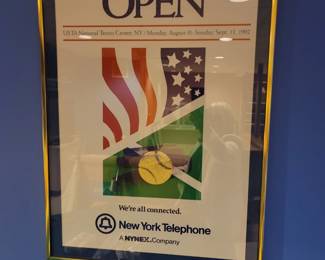 OPEN
USTA National Tennis Center, NY / Monday, August 31-Sunday, Sept. 13, 1992
We're all connected.
New York Telephone
A NYNEX Company